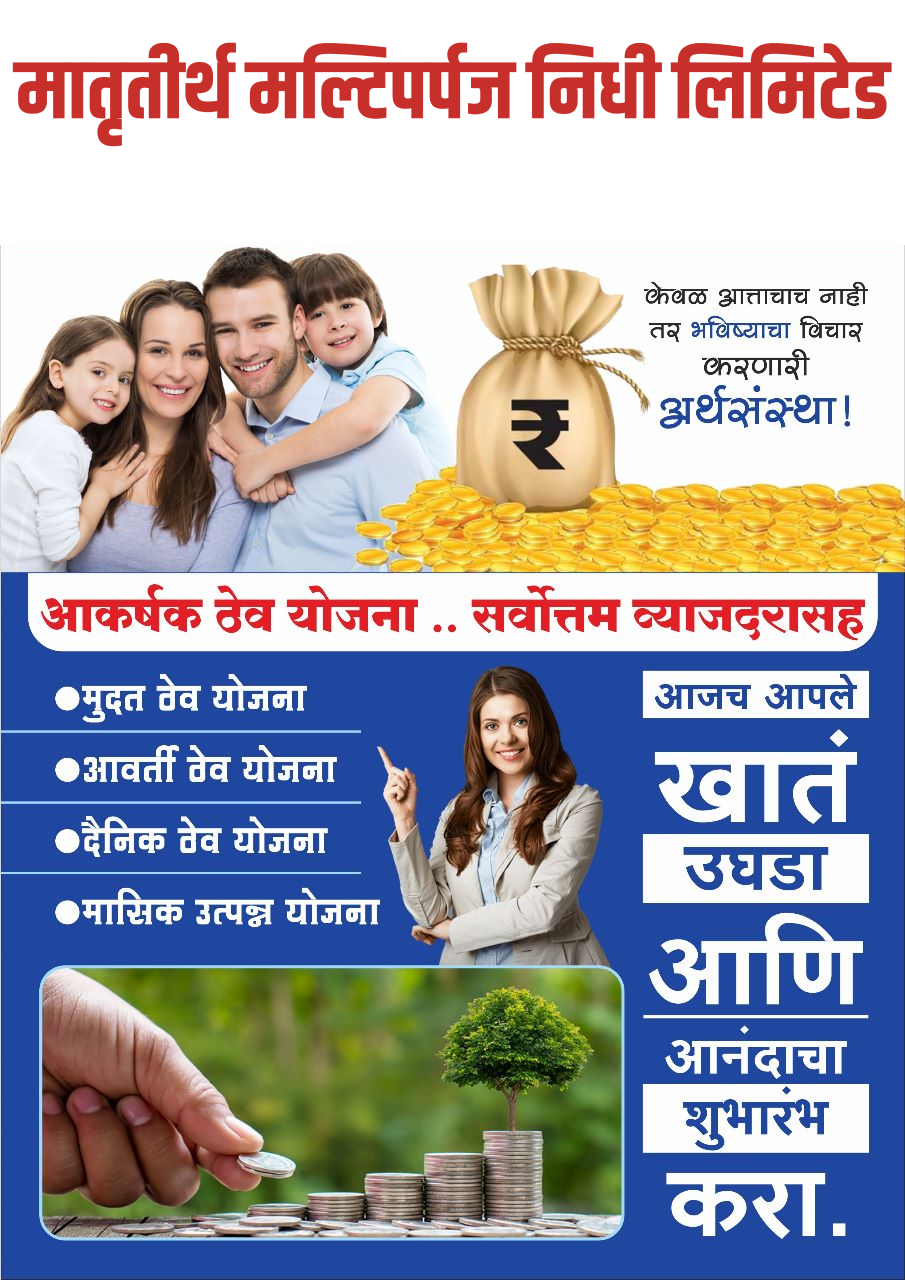 मातृतीर्थ मल्टिपर्पज निधी लिमिटेड
केवळ आत्ताचाच नाही
तर भविष्याचा विचार
करणारी
अर्थसंस्था!
₹
आकर्षक ठेव योजना .. सर्वोत्तम व्याजदरासह
●मुदत ठेव योजना
●आवर्ती ठेव योजना
●दैनिक ठेव योजना
●मासिक उत्पन्न योजना
आजच आपले
खातं
उघडा
आणि
आनंदाचा
शुभारंभ
करा.